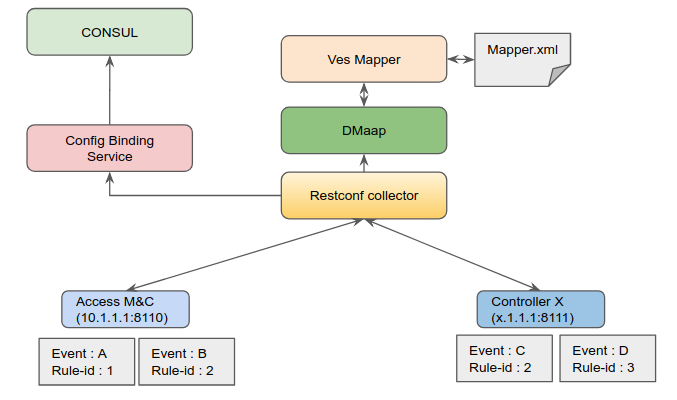 CONSUL
Ves Mapper
Mapper.xml
DMaap
Config Binding
Service
Restconf collector
Access M&C
(10.1.1.1:8110)
Controller X
(x.1.1.1:8111)
Event : A
Rule-id : 1
Event : B
Rule-id : 2
Event : C
Rule-id : 2
Event : D
Rule-id : 3